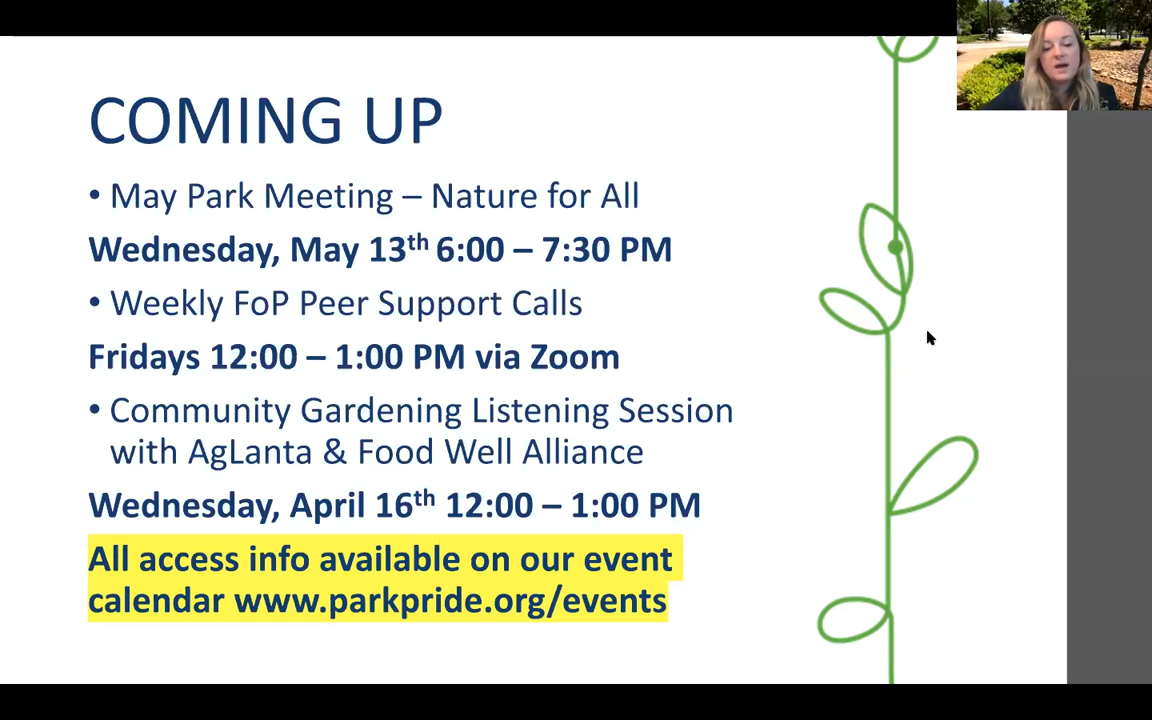 COMING UP
• May Park Meeting – Nature for All
Wednesday, May 13th 6:00 – 7:30 PM
• Weekly FoP Peer Support Calls
Fridays 12:00 – 1:00 PM via Zoom
• Community Gardening Listening Session
with AgLanta & Food Well Alliance
Wednesday, April 16th 12:00 – 1:00 PM
All access info available on our event
calendar www.parkpride.org/events